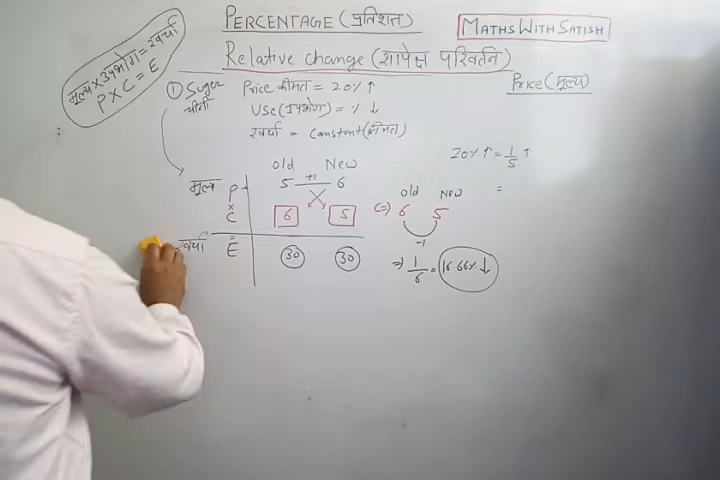 PERCENTAGE (प्रतिशत)
MATHS WITH SATISH
Relative change (सापेक्ष परिवर्तन)
मूल्य × उपभोग = खर्चा
P × C = E
① Suger Price कीमत = 20% ↑
चीनी
Use (उपभोग) = % ↓
खर्चा = Constant (नियत)
Price (मूल्य)
20% ↑ = 1/5 ↑
=
Old New
मूल्य P → 5 +1 6
×
C 6 5
=
खर्चा E 30 30
Old New
(=) 6 5
-1
⇒ 1/6 = 16.66% ↓